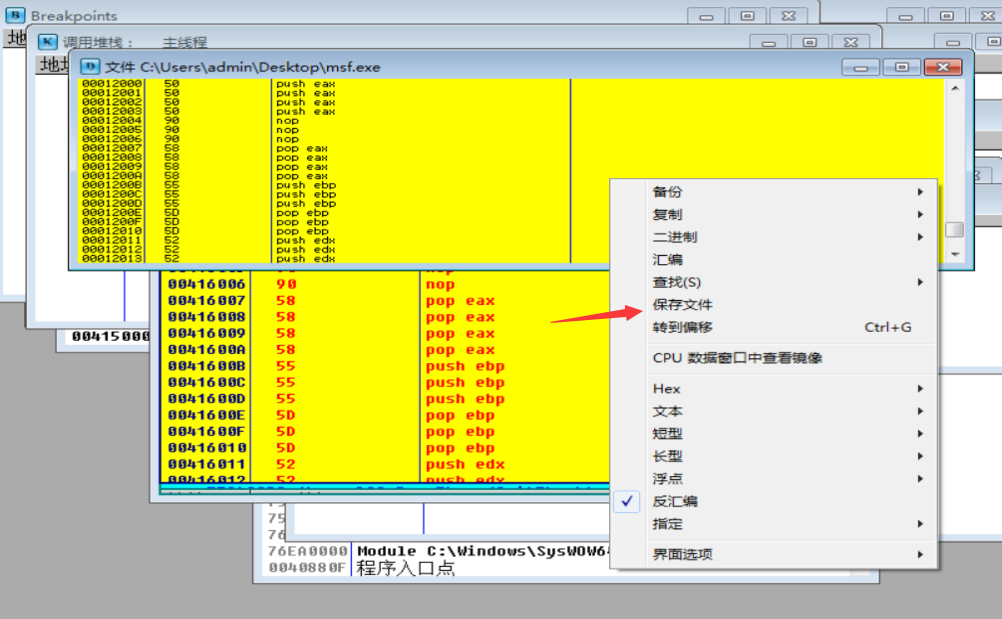 Breakpoints
地
调用堆栈： 主线程
地址
文件 C:\Users\admin\Desktop\msf.exe
00012000 50 push eax
00012001 50 push eax
00012002 50 push eax
00012003 50 push eax
00012004 90 nop
00012005 90 nop
00012006 90 nop
00012007 58 pop eax
00012008 58 pop eax
00012009 58 pop eax
0001200A 58 pop eax
0001200B 55 push ebp
0001200C 55 push ebp
0001200D 55 push ebp
0001200E 5D pop ebp
0001200F 5D pop ebp
00012010 5D pop ebp
00012011 52 push edx
00012012 52 push edx
00012013 52 push edx
00416006 90 nop
00416007 58 pop eax
00416008 58 pop eax
00416009 58 pop eax
0041600A 58 pop eax
0041600B 55 push ebp
0041600C 55 push ebp
0041600D 55 push ebp
0041600E 5D pop ebp
0041600F 5D pop ebp
00416010 5D pop ebp
00416011 52 push edx
00416012 52 push edx
00415000
75
76
76EA0000 Module C:\Windows\SysWOW64
0040880F 程序入口点
备份
复制
二进制
汇编
查找(S)
保存文件
转到偏移 Ctrl+G
CPU 数据窗口中查看镜像
Hex
文本
短型
长型
浮点
反汇编
指定
界面选项